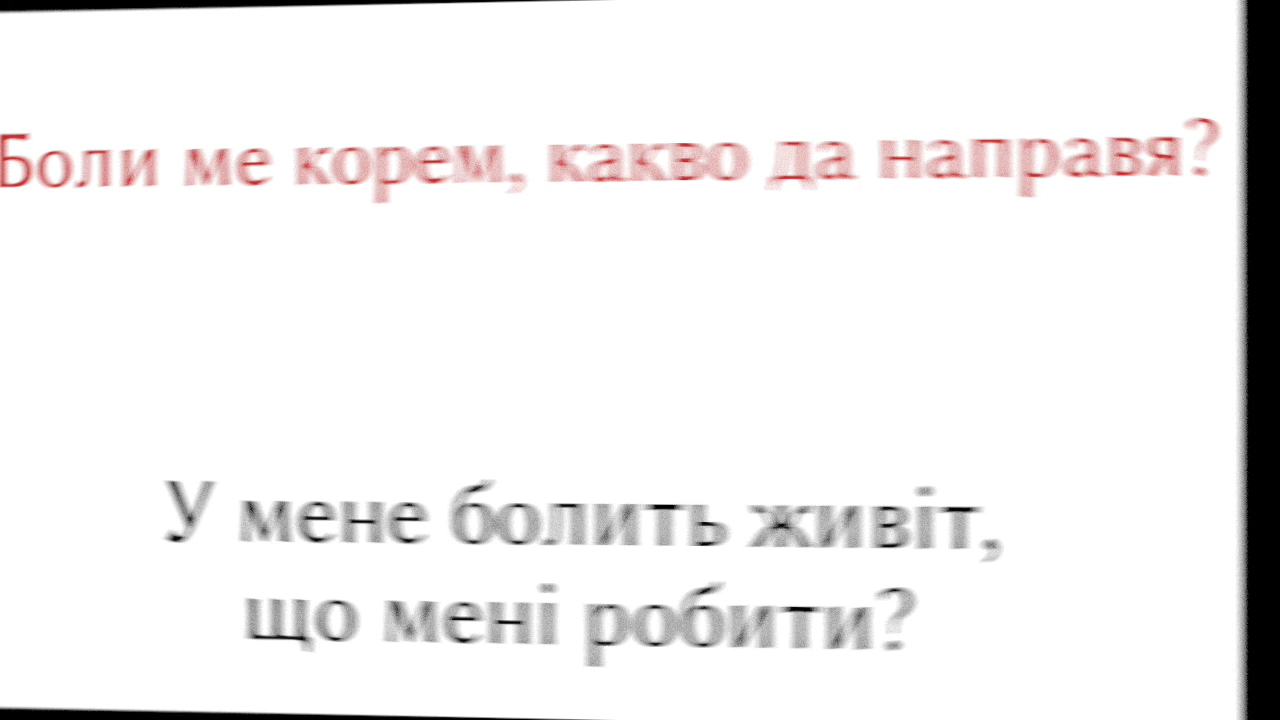 Боли ме корем, какво да направя?
У мене болить живіт,
що мені робити?